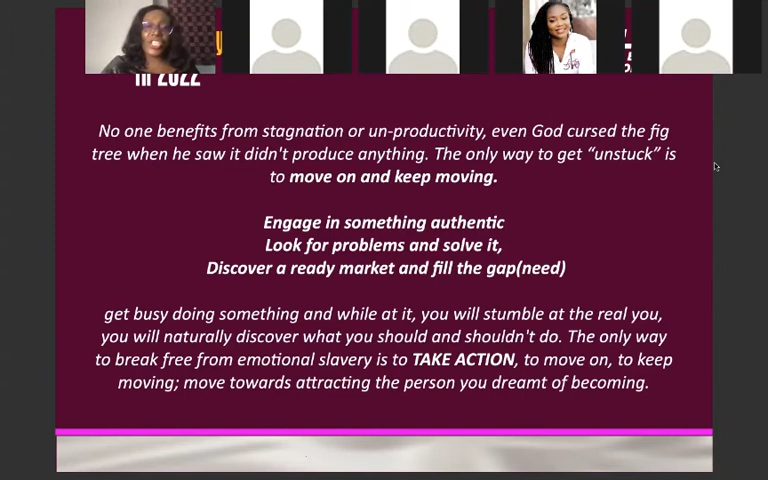 in 2022
No one benefits from stagnation or un-productivity, even God cursed the fig
tree when he saw it didn't produce anything. The only way to get “unstuck” is
to move on and keep moving.
Engage in something authentic
Look for problems and solve it,
Discover a ready market and fill the gap(need)
get busy doing something and while at it, you will stumble at the real you,
you will naturally discover what you should and shouldn't do. The only way
to break free from emotional slavery is to TAKE ACTION, to move on, to keep
moving; move towards attracting the person you dreamt of becoming.